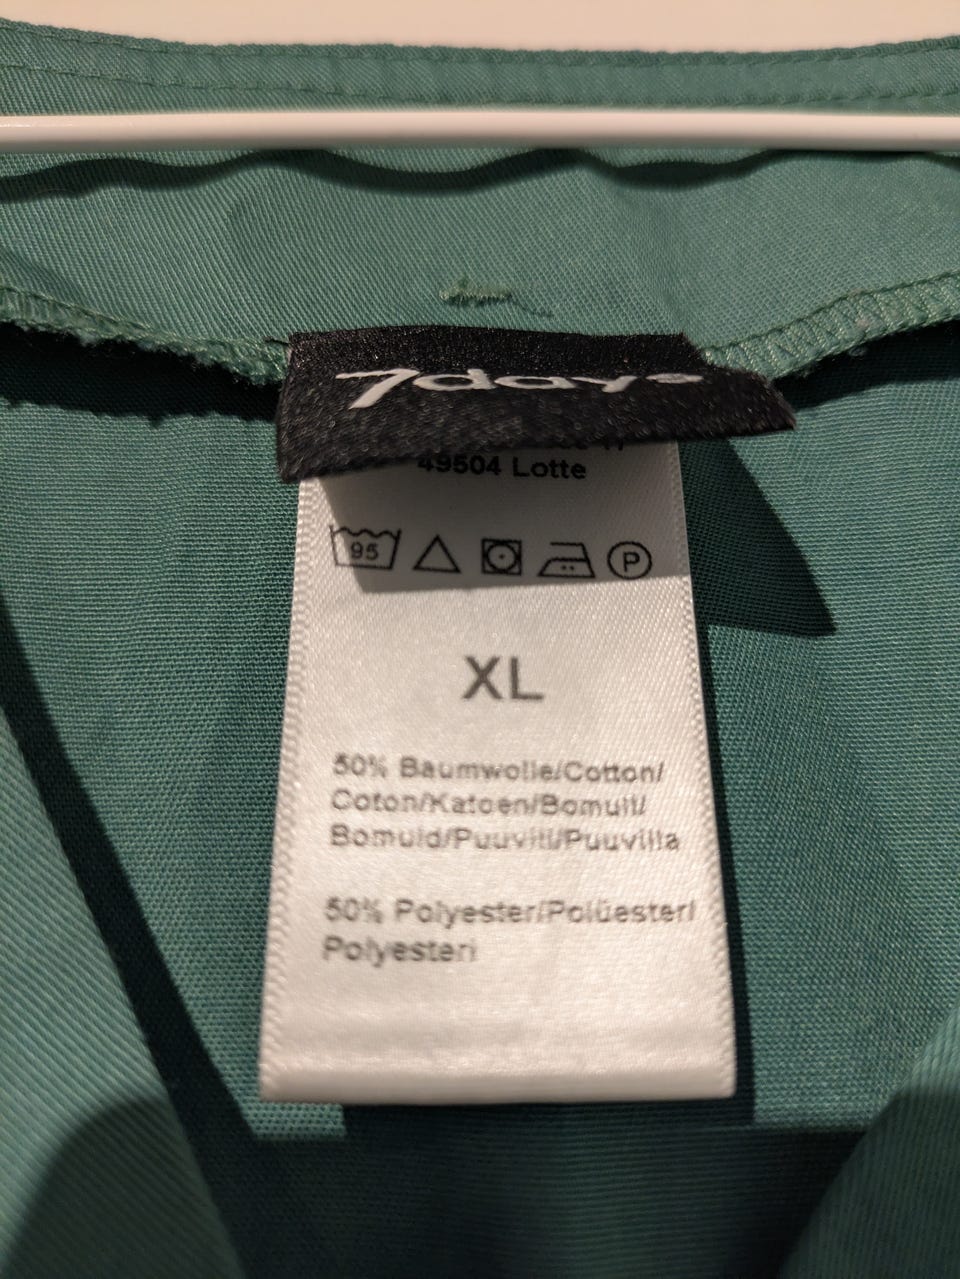 7days
49504 Lotte
95
P
XL
50% Baumwolle/Cotton/
Coton/Katoen/Bomull/
Bomuld/Puuvill/Puuvilla
50% Polyester/Polüester/
Polyesteri